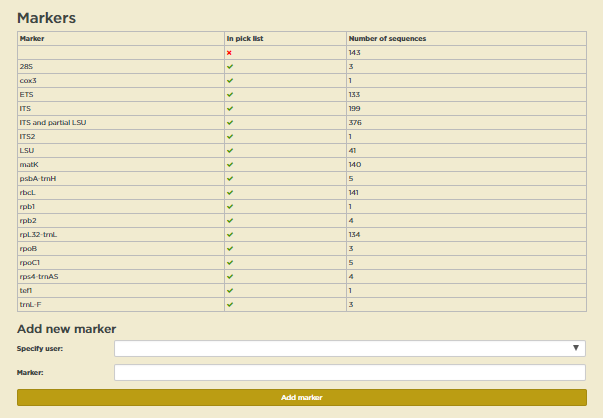 Markers
Marker In pick list Number of sequences
143
28S 3
cox3 1
ETS 133
ITS 199
ITS and partial LSU 376
ITS2 1
LSU 41
matK 140
psbA-trnH 5
rbcL 141
rpb1 1
rpb2 4
rpL32-trnL 134
rpoB 3
rpoC1 5
rps4-trnAS 4
tef1 1
trnL-F 3
Add new marker
Specify user:
Marker:
Add marker